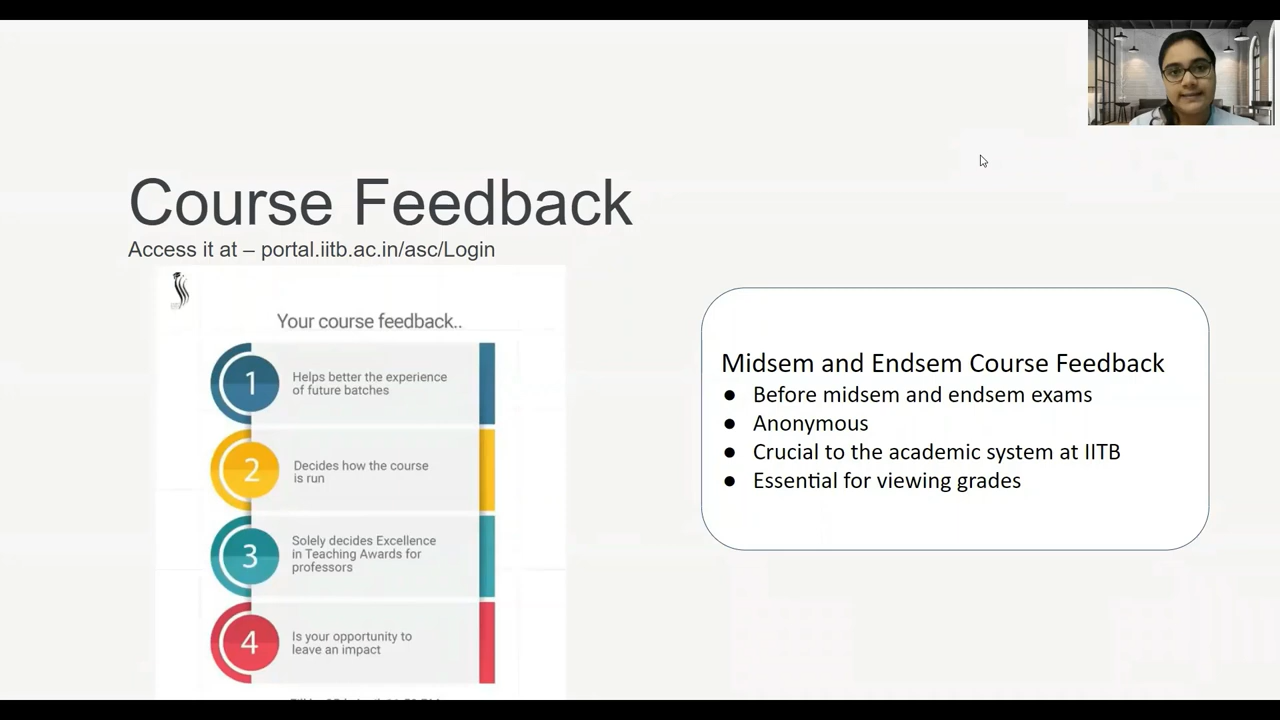 Course Feedback
Access it at – portal.iitb.ac.in/asc/Login
Your course feedback..
1
Helps better the experience
of future batches
2
Decides how the course
is run
3
Solely decides Excellence
in Teaching Awards for
professors
4
Is your opportunity to
leave an impact
Midsem and Endsem Course Feedback
● Before midsem and endsem exams
● Anonymous
● Crucial to the academic system at IITB
● Essential for viewing grades